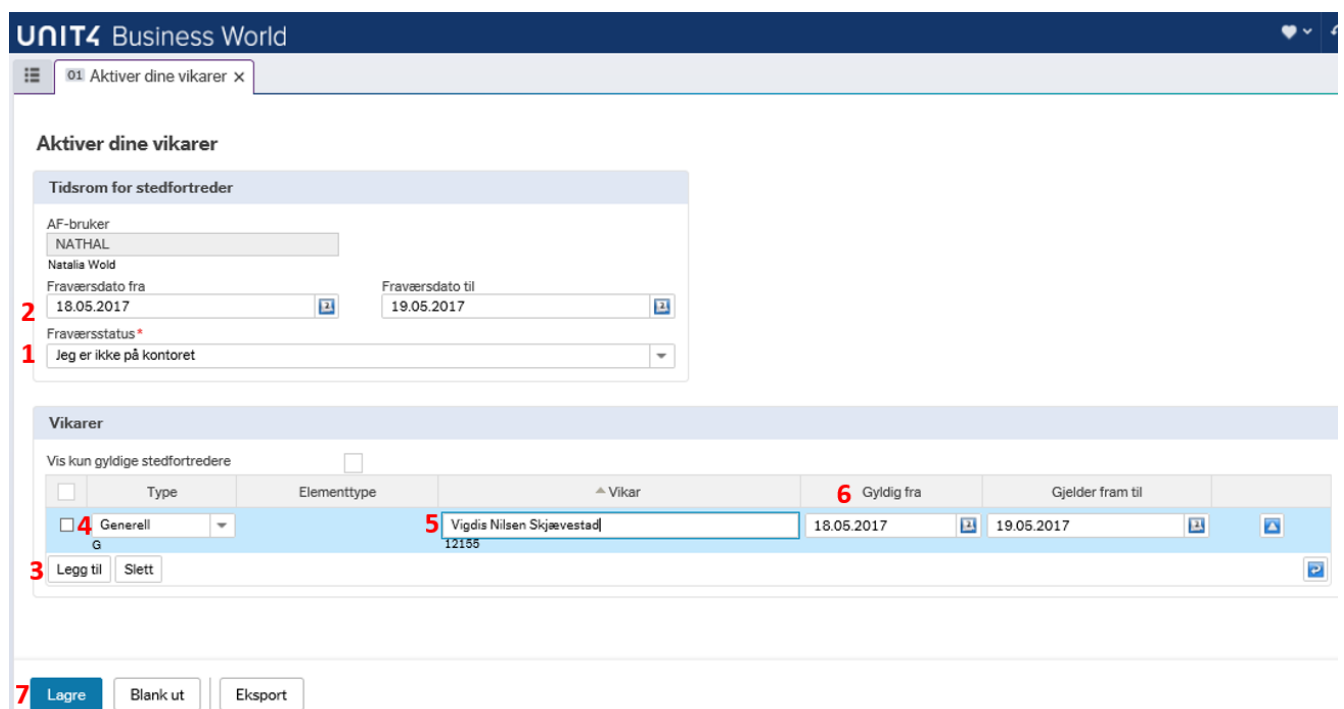 UNIT4 Business World
01 Aktiver dine vikarer x
Aktiver dine vikarer
Tidsrom for stedfortreder
AF-bruker
NATHAL
Natalia Wold
Fraværsdato fra Fraværsdato til
2 18.05.2017 19.05.2017
Fraværsstatus*
1 Jeg er ikke på kontoret
Vikarer
Vis kun gyldige stedfortredere
Type Elementtype Vikar 6 Gyldig fra Gjelder fram til
4 Generell 5 Vigdis Nilsen Skjævestad 18.05.2017 19.05.2017
G 12155
3 Legg til Slett
7 Lagre Blank ut Eksport